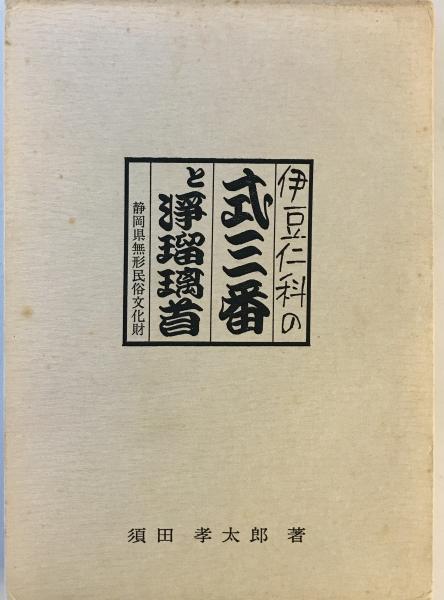 伊豆仁科の
式三番
と浄瑠璃首
静岡県無形民俗文化財
須田 孝太郎 著